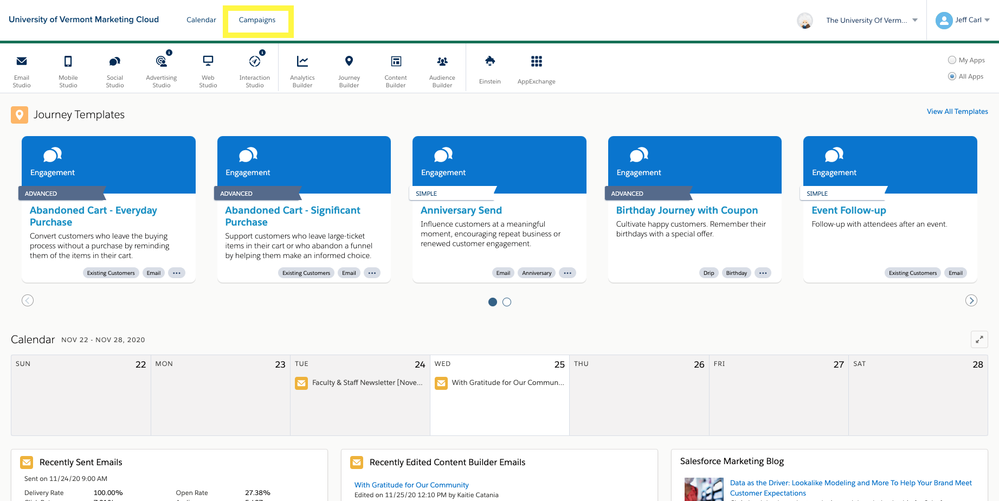 University of Vermont Marketing Cloud
Calendar
Campaigns
The University Of Verm...
Jeff Carl
Email
Studio
Mobile
Studio
Social
Studio
Advertising
Studio
Web
Studio
Interaction
Studio
Analytics
Builder
Journey
Builder
Content
Builder
Audience
Builder
Einstein
AppExchange
My Apps
All Apps
Journey Templates
View All Templates
Engagement
ADVANCED
Abandoned Cart - Everyday
Purchase
Convert customers who leave the buying
process without a purchase by reminding
them of the items in their cart.
Existing Customers
Email
...
Engagement
ADVANCED
Abandoned Cart - Significant
Purchase
Support customers who leave large-ticket
items in their cart or who abandon a funnel
by helping them make an informed choice.
Existing Customers
Email
...
Engagement
SIMPLE
Anniversary Send
Influence customers at a meaningful
moment, encouraging repeat business or
renewed customer engagement.
Email
Anniversary
...
Engagement
ADVANCED
Birthday Journey with Coupon
Cultivate happy customers. Remember their
birthdays with a special offer.
Drip
Birthday
...
Engagement
SIMPLE
Event Follow-up
Follow-up with attendees after an event.
Existing Customers
Email
Calendar NOV 22 - NOV 28, 2020
SUN 22
MON 23
TUE 24
Faculty & Staff Newsletter [Nove...
WED 25
With Gratitude for Our Commun...
THU 26
FRI 27
SAT 28
Recently Sent Emails
Sent on 11/24/20 9:00 AM
Delivery Rate 100.00% Open Rate 27.38%
Recently Edited Content Builder Emails
With Gratitude for Our Community
Edited on 11/25/20 12:10 PM by Kaitie Catania
Salesforce Marketing Blog
Data as the Driver: Lookalike Modeling and More To Help Your Brand Meet
Customer Expectations